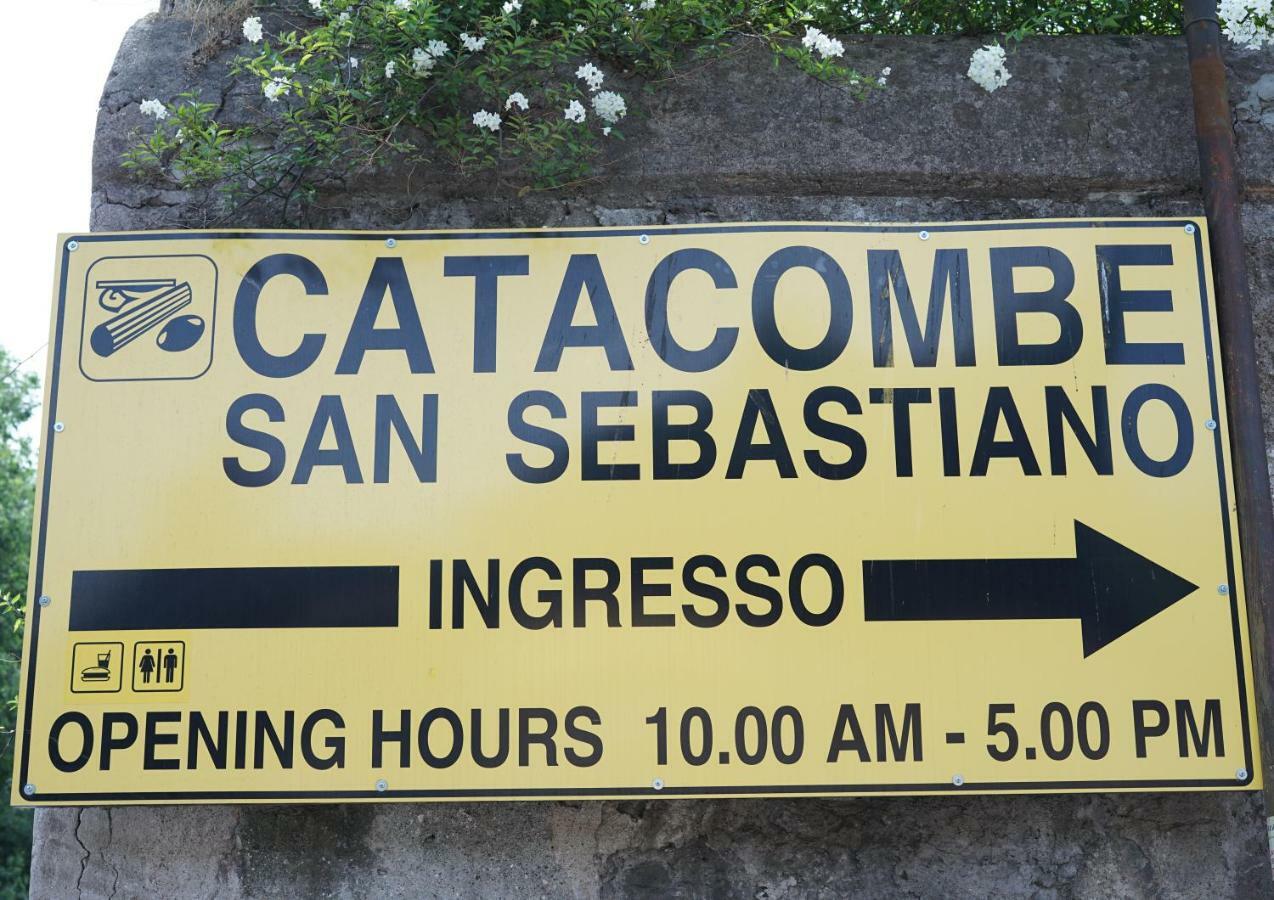 CATACOMBE
SAN SEBASTIANO
INGRESSO
OPENING HOURS 10.00 AM - 5.00 PM